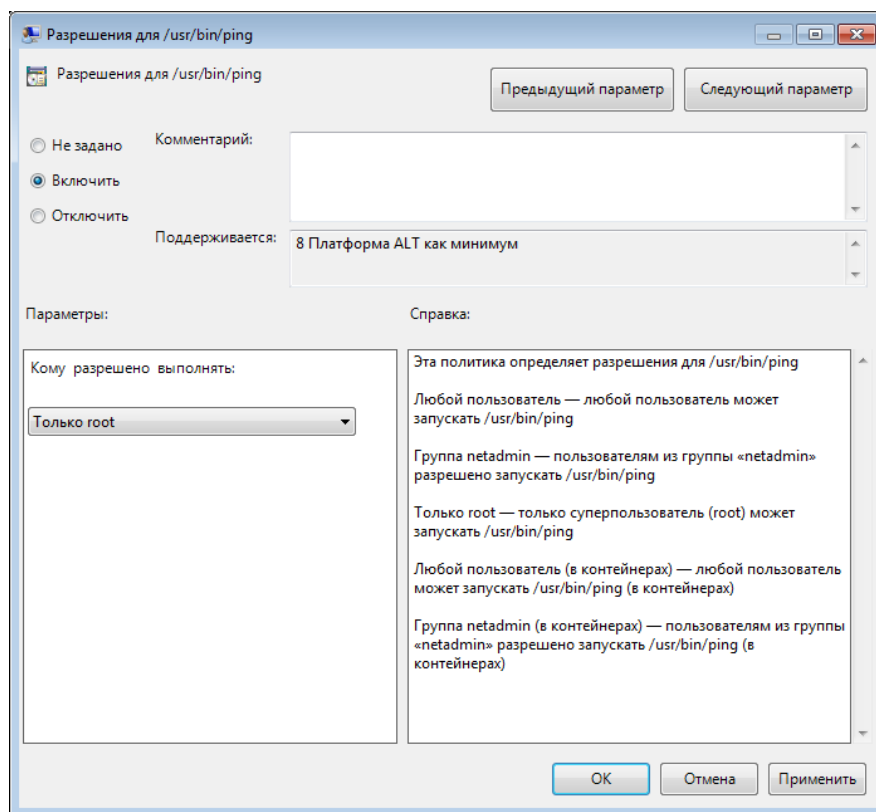 Разрешения для /usr/bin/ping
Разрешения для /usr/bin/ping
Предыдущий параметр
Следующий параметр
Не задано
Включить
Отключить
Комментарий:
Поддерживается:
8 Платформа ALT как минимум
Параметры:
Справка:
Кому разрешено выполнять:
Только root
Эта политика определяет разрешения для /usr/bin/ping
Любой пользователь — любой пользователь может
запускать /usr/bin/ping
Группа netadmin — пользователям из группы «netadmin»
разрешено запускать /usr/bin/ping
Только root — только суперпользователь (root) может
запускать /usr/bin/ping
Любой пользователь (в контейнерах) — любой пользователь
может запускать /usr/bin/ping (в контейнерах)
Группа netadmin (в контейнерах) — пользователям из группы
«netadmin» разрешено запускать /usr/bin/ping (в
контейнерах)
ОК
Отмена
Применить